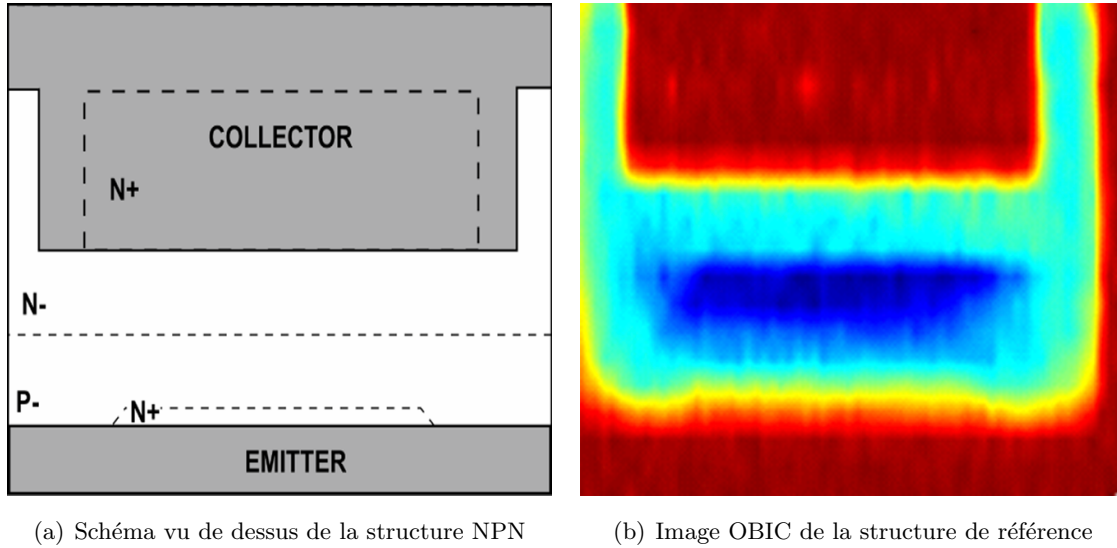 COLLECTOR
N+
N-
P-
N+
EMITTER
(a) Schéma vu de dessus de la structure NPN
(b) Image OBIC de la structure de référence